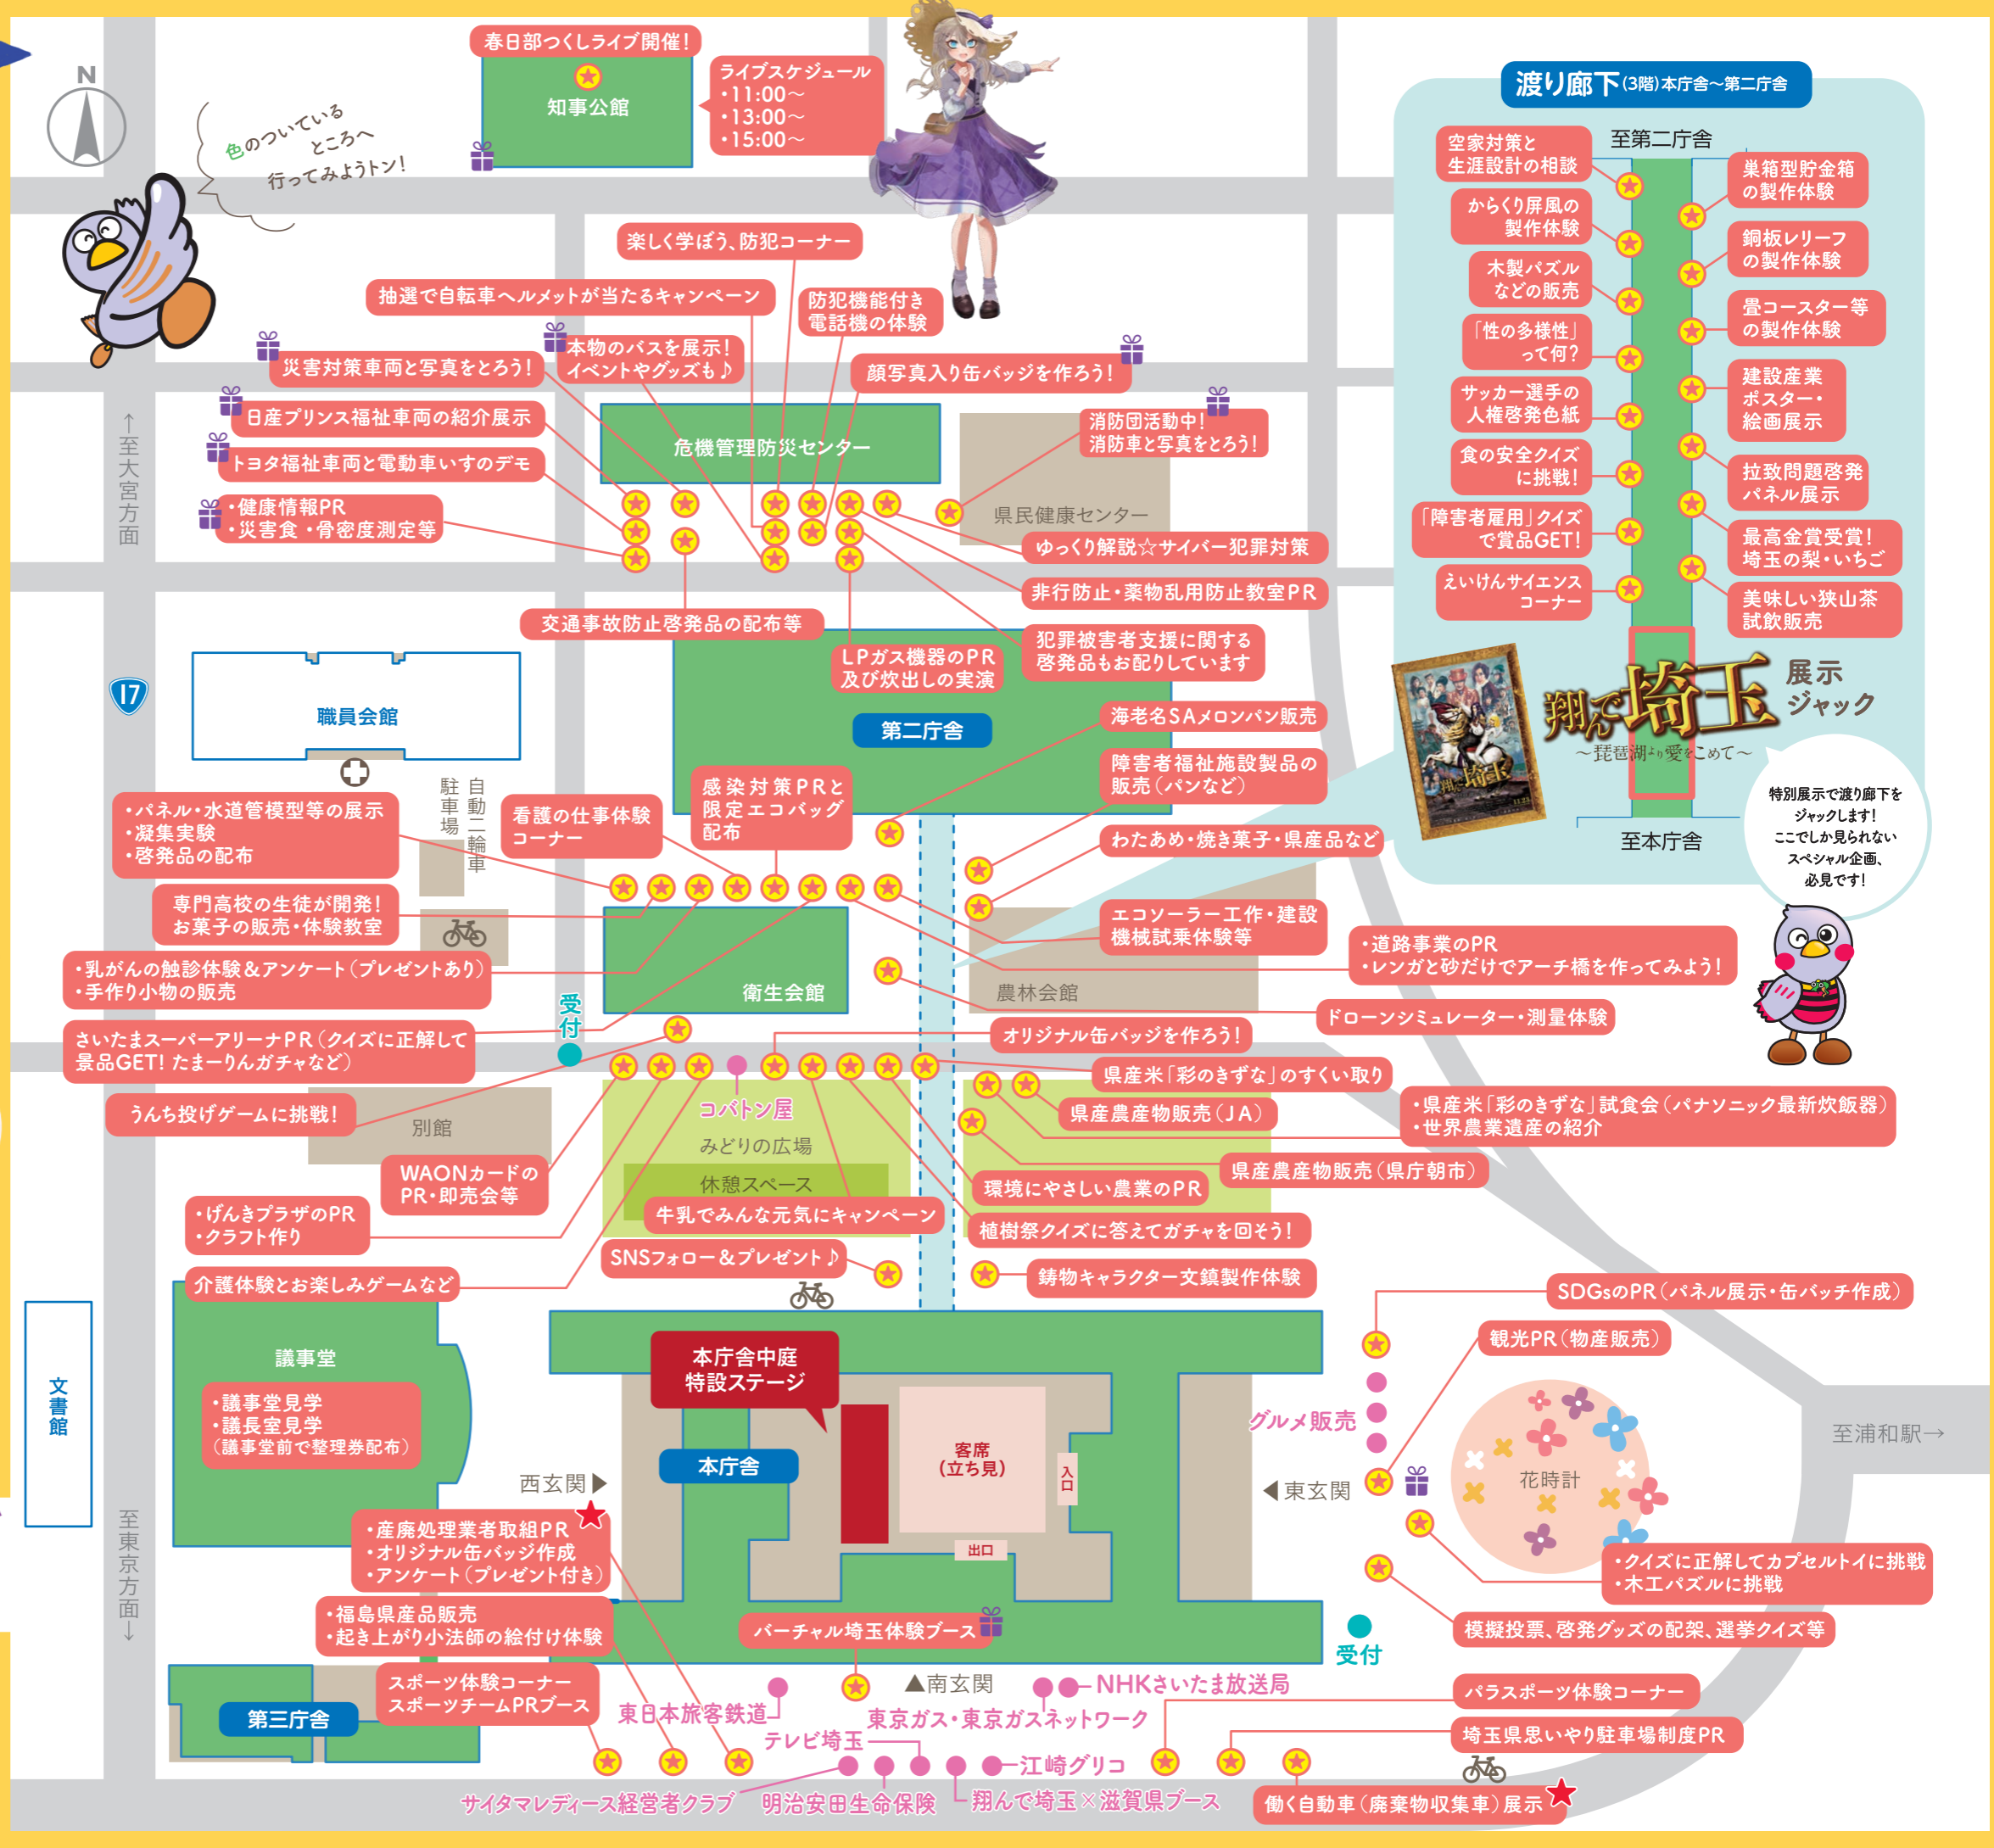 春日部つくしライブ開催！
知事公館
ライブスケジュール
・11:00〜
・13:00〜
・15:00〜
N
色のついている
ところへ
行ってみようトン！
楽しく学ぼう、防犯コーナー
抽選で自転車ヘルメットが当たるキャンペーン
防犯機能付き
電話機の体験
本物のバスを展示！
イベントやグッズも♪
災害対策車両と写真をとろう！
顔写真入り缶バッジを作ろう！
日産プリンス福祉車両の紹介展示
トヨタ福祉車両と電動車いすのデモ
・健康情報PR
・災害食・骨密度測定等
危機管理防災センター
消防団活動中！
消防車と写真をとろう！
県民健康センター
ゆっくり解説☆サイバー犯罪対策
非行防止・薬物乱用防止教室PR
犯罪被害者支援に関する
啓発品もお配りしています
交通事故防止啓発品の配布等
LPガス機器のPR
及び炊出しの実演
↑至大宮方面
17
職員会館
第二庁舎
海老名SAメロンパン販売
障害者福祉施設製品の
販売（パンなど）
わたあめ・焼き菓子・県産品など
エコソーラー工作・建設
機械試乗体験等
・道路事業のPR
・レンガと砂だけでアーチ橋を作ってみよう！
ドローンシミュレーター・測量体験
農林会館
自動二輪車
駐車場
感染対策PRと
限定エコバッグ
配布
看護の仕事体験
コーナー
・パネル・水道管模型等の展示
・凝集実験
・啓発品の配布
専門高校の生徒が開発！
お菓子の販売・体験教室
・乳がんの触診体験＆アンケート（プレゼントあり）
・手作り小物の販売
さいたまスーパーアリーナPR（クイズに正解して
景品GET！たまーりんガチャなど）
うんち投げゲームに挑戦！
受付
衛生会館
オリジナル缶バッジを作ろう！
県産米「彩のきずな」のすくい取り
県産農産物販売（JA）
・県産米「彩のきずな」試食会（パナソニック最新炊飯器）
・世界農業遺産の紹介
県産農産物販売（県庁朝市）
環境にやさしい農業のPR
植樹祭クイズに答えてガチャを回そう！
コバトン屋
みどりの広場
休憩スペース
牛乳でみんな元気にキャンペーン
別館
WAONカードの
PR・即売会等
・げんきプラザのPR
・クラフト作り
介護体験とお楽しみゲームなど
SNSフォロー＆プレゼント♪
鋳物キャラクター文鎮製作体験
渡り廊下（3階）本庁舎〜第二庁舎
至第二庁舎
空家対策と
生涯設計の相談
からくり屏風の
製作体験
木製パズル
などの販売
「性の多様性」
って何？
サッカー選手の
人権啓発色紙
食の安全クイズ
に挑戦！
「障害者雇用」クイズ
で賞品GET！
えいけんサイエンス
コーナー
巣箱型貯金箱
の製作体験
銅板レリーフ
の製作体験
畳コースター等
の製作体験
建設産業
ポスター・
絵画展示
拉致問題啓発
パネル展示
最高金賞受賞！
埼玉の梨・いちご
美味しい狭山茶
試飲販売
翔んで埼玉
〜琵琶湖より愛をこめて〜
展示
ジャック
翔んで埼玉
至本庁舎
特別展示で渡り廊下を
ジャックします！
ここでしか見られない
スペシャル企画、
必見です！
文書館
議事堂
・議事堂見学
・議長室見学
（議事堂前で整理券配布）
本庁舎中庭
特設ステージ
本庁舎
客席
（立ち見）
入口
出口
西玄関▶
◀東玄関
▲南玄関
SDGsのPR（パネル展示・缶バッチ作成）
観光PR（物産販売）
グルメ販売
花時計
至浦和駅→
・クイズに正解してカプセルトイに挑戦
・木工パズルに挑戦
模擬投票、啓発グッズの配架、選挙クイズ等
受付
至東京方面↓
・産廃処理業者取組PR
・オリジナル缶バッジ作成
・アンケート（プレゼント付き）
・福島県産品販売
・起き上がり小法師の絵付け体験
スポーツ体験コーナー
スポーツチームPRブース
第三庁舎
バーチャル埼玉体験ブース
東日本旅客鉄道
テレビ埼玉
東京ガス・東京ガスネットワーク
NHKさいたま放送局
江崎グリコ
サイタマレディース経営者クラブ
明治安田生命保険
翔んで埼玉×滋賀県ブース
パラスポーツ体験コーナー
埼玉県思いやり駐車場制度PR
働く自動車（廃棄物収集車）展示